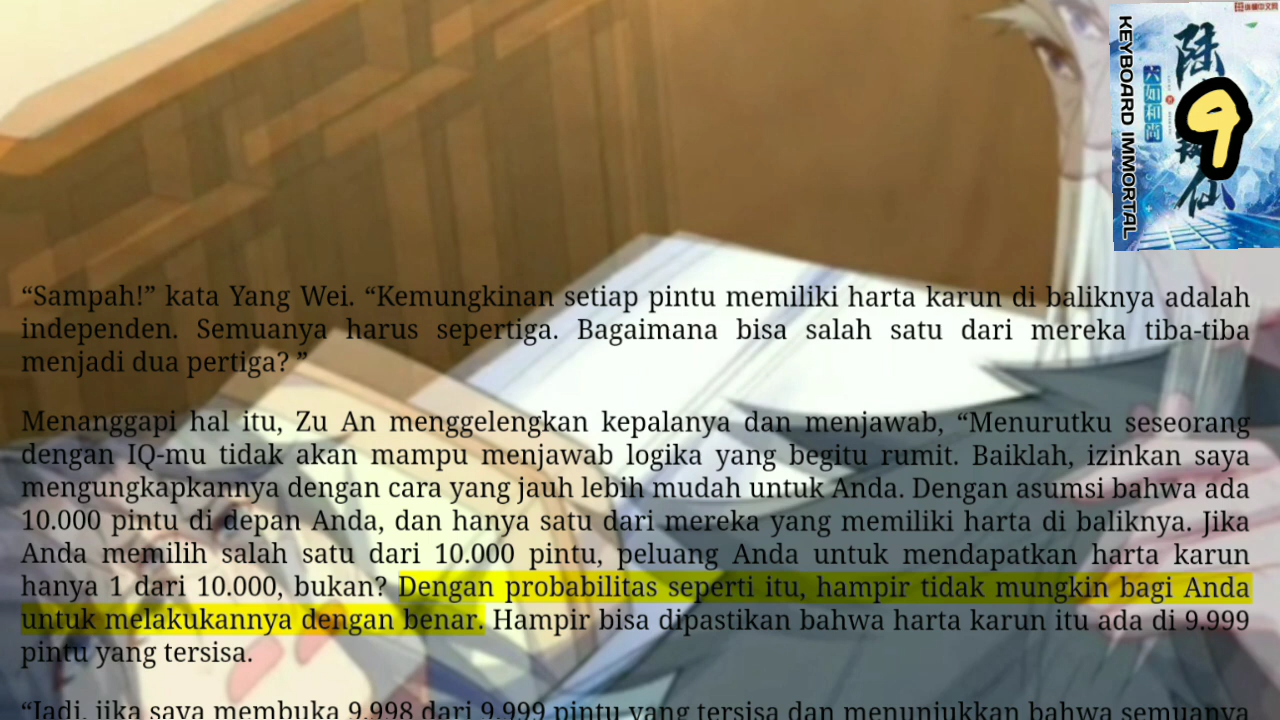 KEYBOARD IMMORTAL
陆
六如和尚
仙
9
“Sampah!” kata Yang Wei. “Kemungkinan setiap pintu memiliki harta karun di baliknya adalah
independen. Semuanya harus sepertiga. Bagaimana bisa salah satu dari mereka tiba-tiba
menjadi dua pertiga? ”
Menanggapi hal itu, Zu An menggelengkan kepalanya dan menjawab, “Menurutku seseorang
dengan IQ-mu tidak akan mampu menjawab logika yang begitu rumit. Baiklah, izinkan saya
mengungkapkannya dengan cara yang jauh lebih mudah untuk Anda. Dengan asumsi bahwa ada
10.000 pintu di depan Anda, dan hanya satu dari mereka yang memiliki harta di baliknya. Jika
Anda memilih salah satu dari 10.000 pintu, peluang Anda untuk mendapatkan harta karun
hanya 1 dari 10.000, bukan? Dengan probabilitas seperti itu, hampir tidak mungkin bagi Anda
untuk melakukannya dengan benar. Hampir bisa dipastikan bahwa harta karun itu ada di 9.999
pintu yang tersisa.
“Jadi, jika saya membuka 9.998 dari 9.999 pintu yang tersisa dan menunjukkan bahwa semuanya